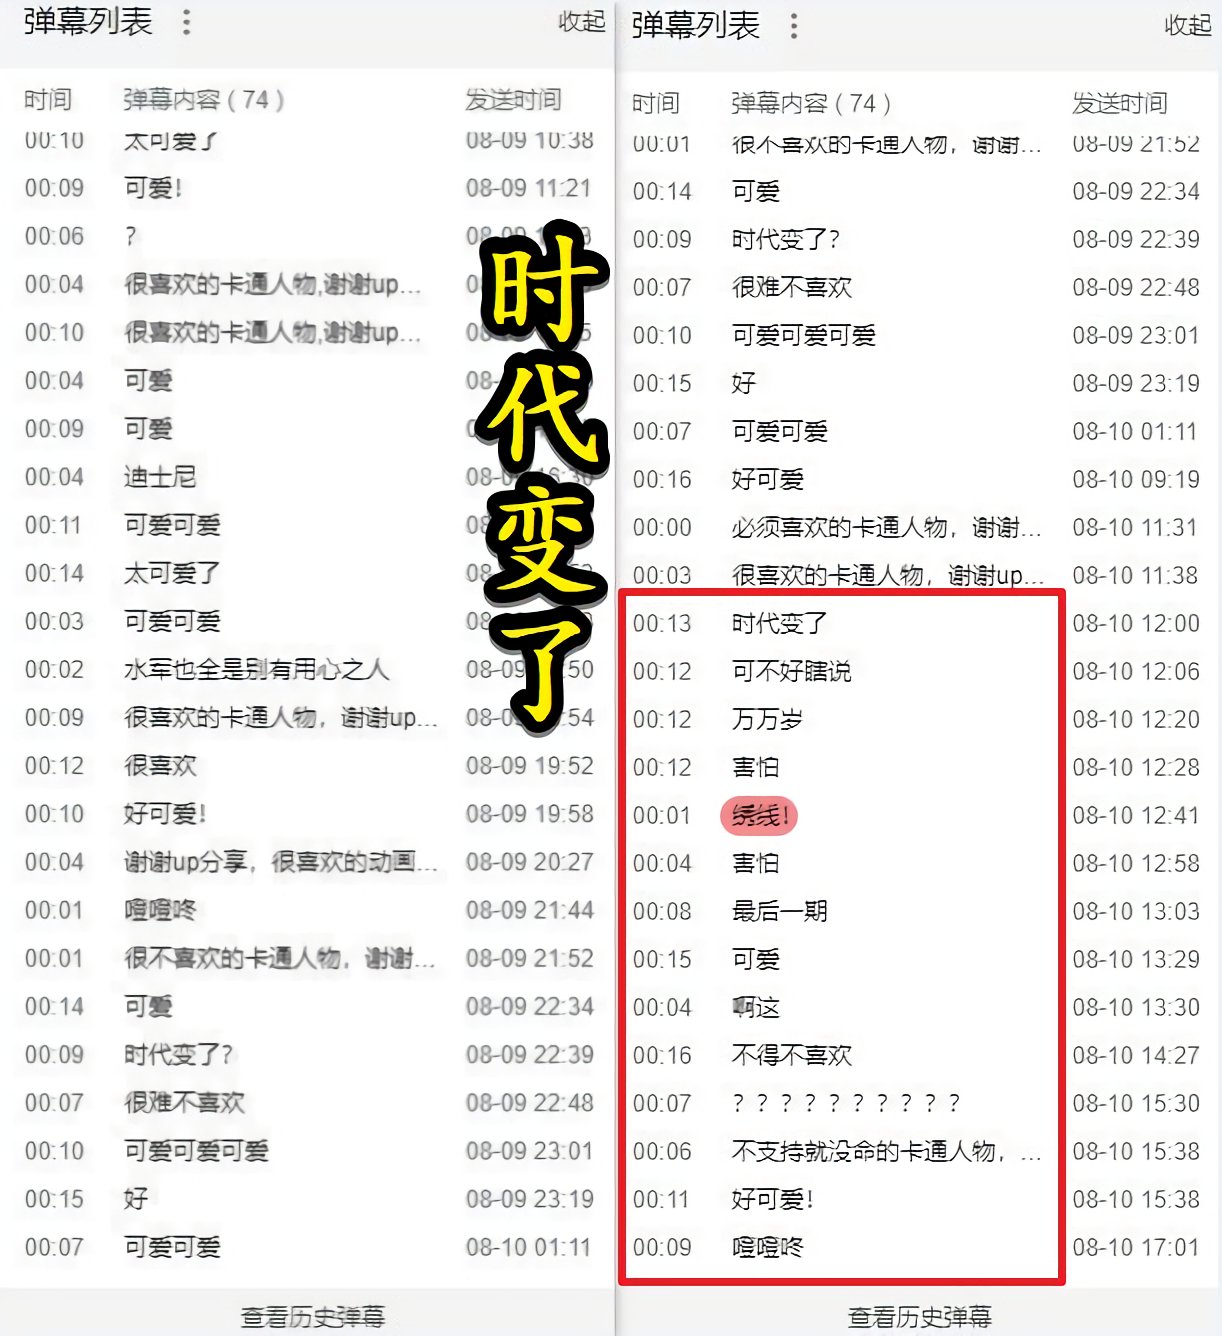 弹幕列表
收起
时间 弹幕内容（74） 发送时间
00:10 太可爱了 08-09 10:38
00:09 可爱! 08-09 11:21
00:06 ?
00:04 很喜欢的卡通人物,谢谢up...
00:10 很喜欢的卡通人物,谢谢up...
00:04 可爱
00:09 可爱
00:04 迪士尼
00:11 可爱可爱
00:14 太可爱了
00:03 可爱可爱
00:02 水军也全是别有用心之人
00:09 很喜欢的卡通人物，谢谢up...
00:12 很喜欢 08-09 19:52
00:10 好可爱! 08-09 19:58
00:04 谢谢up分享，很喜欢的动画... 08-09 20:27
00:01 噔噔咚 08-09 21:44
00:01 很不喜欢的卡通人物，谢谢... 08-09 21:52
00:14 可爱 08-09 22:34
00:09 时代变了? 08-09 22:39
00:07 很难不喜欢 08-09 22:48
00:10 可爱可爱可爱 08-09 23:01
00:15 好 08-09 23:19
00:07 可爱可爱 08-10 01:11
查看历史弹幕
时代变了
弹幕列表
收起
时间 弹幕内容（74） 发送时间
00:01 很不喜欢的卡通人物，谢谢... 08-09 21:52
00:14 可爱 08-09 22:34
00:09 时代变了? 08-09 22:39
00:07 很难不喜欢 08-09 22:48
00:10 可爱可爱可爱 08-09 23:01
00:15 好 08-09 23:19
00:07 可爱可爱 08-10 01:11
00:16 好可爱 08-10 09:19
00:00 必须喜欢的卡通人物，谢谢... 08-10 11:31
00:03 很喜欢的卡通人物，谢谢up... 08-10 11:38
00:13 时代变了 08-10 12:00
00:12 可不好瞎说 08-10 12:06
00:12 万万岁 08-10 12:20
00:12 害怕 08-10 12:28
00:01 绣线! 08-10 12:41
00:04 害怕 08-10 12:58
00:08 最后一期 08-10 13:03
00:15 可爱 08-10 13:29
00:04 啊这 08-10 13:30
00:16 不得不喜欢 08-10 14:27
00:07 ？？？？？？？？？？ 08-10 15:30
00:06 不支持就没命的卡通人物，... 08-10 15:38
00:11 好可爱! 08-10 15:38
00:09 噔噔咚 08-10 17:01
查看历史弹幕